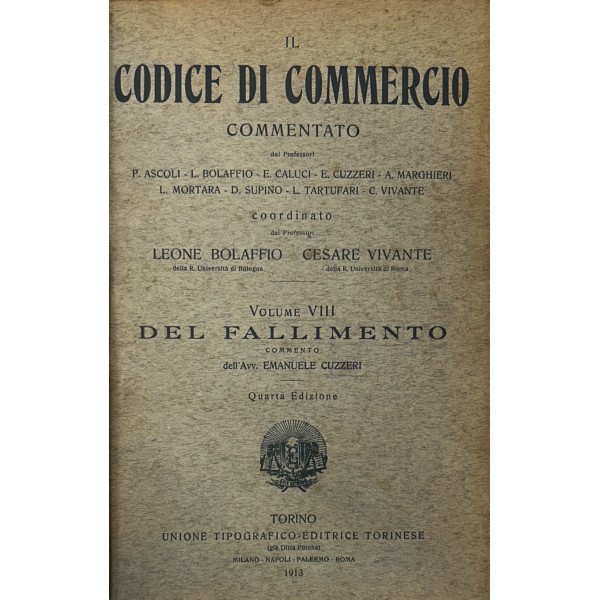 IL
CODICE DI COMMERCIO
COMMENTATO
dai Professori
P. ASCOLI - L. BOLAFFIO - E. CALUCI - E. CUZZERI - A. MARGHIERI
L. MORTARA - D. SUPINO - L. TARTUFARI - C. VIVANTE
coordinato
dai Professori
LEONE BOLAFFIO CESARE VIVANTE
della R. Università di Bologna della R. Università di Roma
VOLUME VIII
DEL FALLIMENTO
COMMENTO
dell'Avv. EMANUELE CUZZERI
Quarta Edizione
TORINO
UNIONE TIPOGRAFICO-EDITRICE TORINESE
(già Ditta Pomba)
MILANO - NAPOLI - PALERMO - ROMA
1913